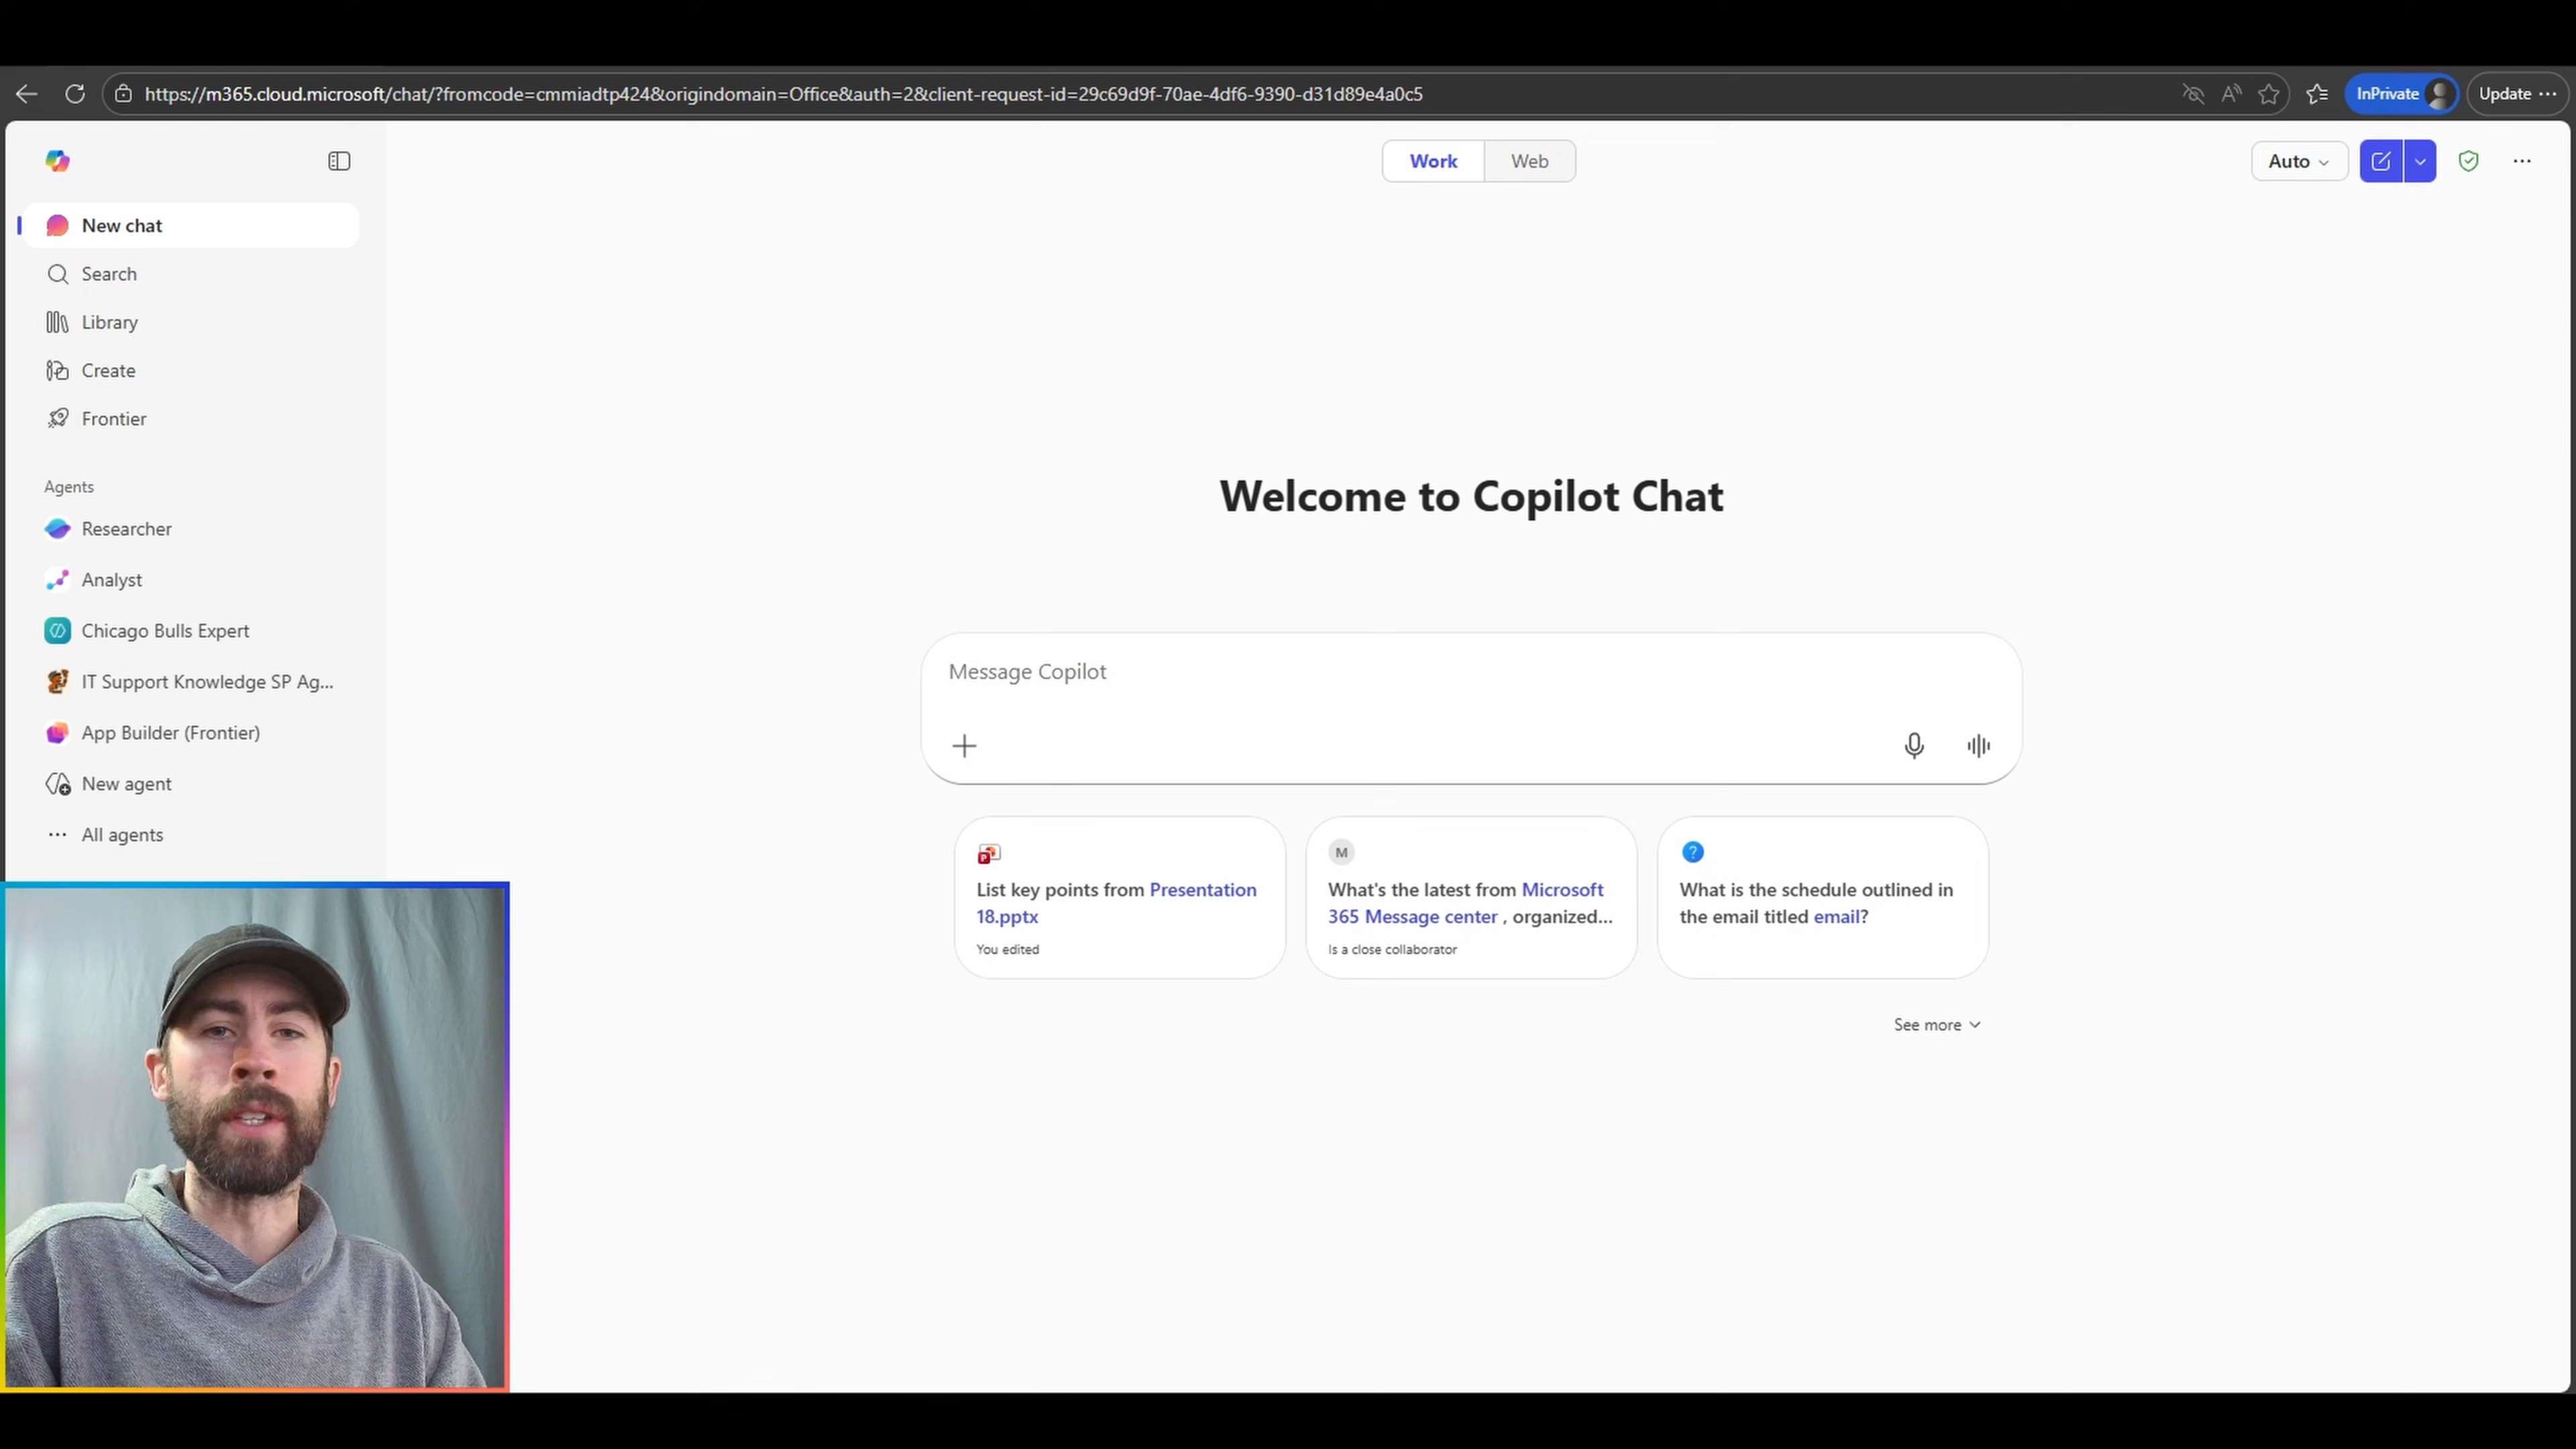 https://m365.cloud.microsoft/chat/?fromcode=cmmiadtp424&origindomain=Office&auth=2&client-request-id=29c69d9f-70ae-4df6-9390-d31d89e4a0c5
InPrivate
Update
Work
Web
Auto
New chat
Search
Library
Create
Frontier
Agents
Researcher
Analyst
Chicago Bulls Expert
IT Support Knowledge SP Ag...
App Builder (Frontier)
New agent
All agents
Welcome to Copilot Chat
Message Copilot
List key points from Presentation
18.pptx
You edited
M
What's the latest from Microsoft
365 Message center , organized...
Is a close collaborator
?
What is the schedule outlined in
the email titled email?
See more